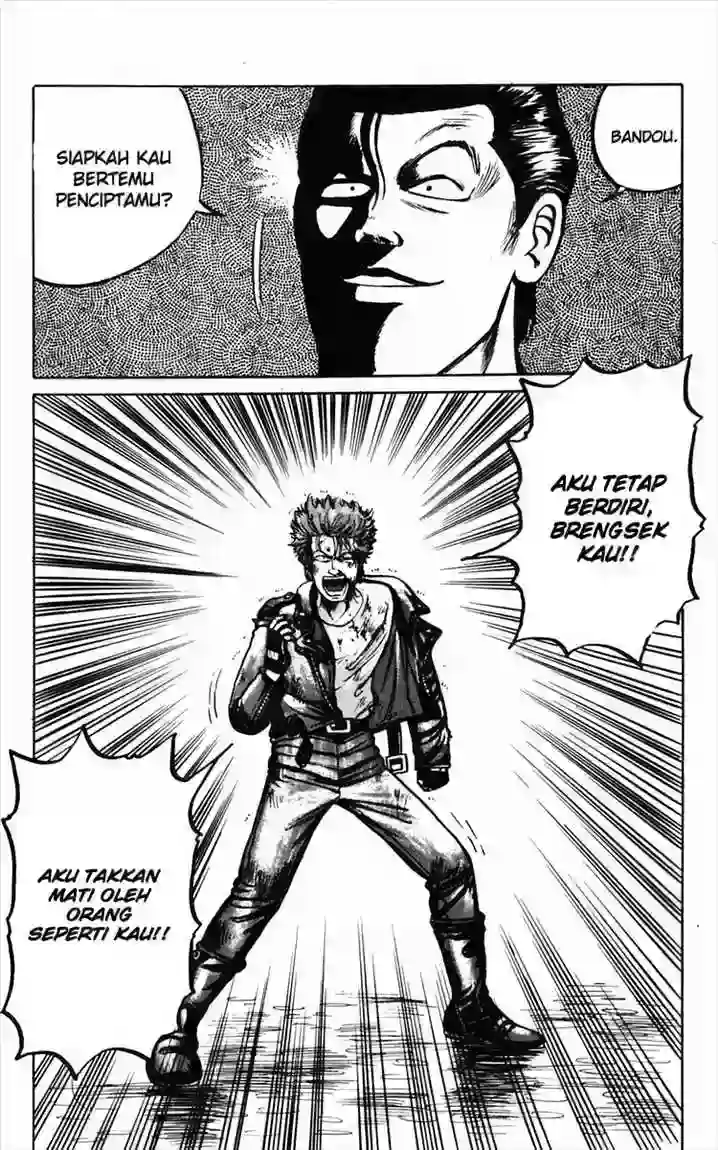 BANDOU.
SIAPKAH KAU
BERTEMU
PENCIPTAMU?
AKU TETAP
BERDIRI,
BRENGSEK
KAU!!
AKU TAKKAN
MATI OLEH
ORANG
SEPERTI KAU!!